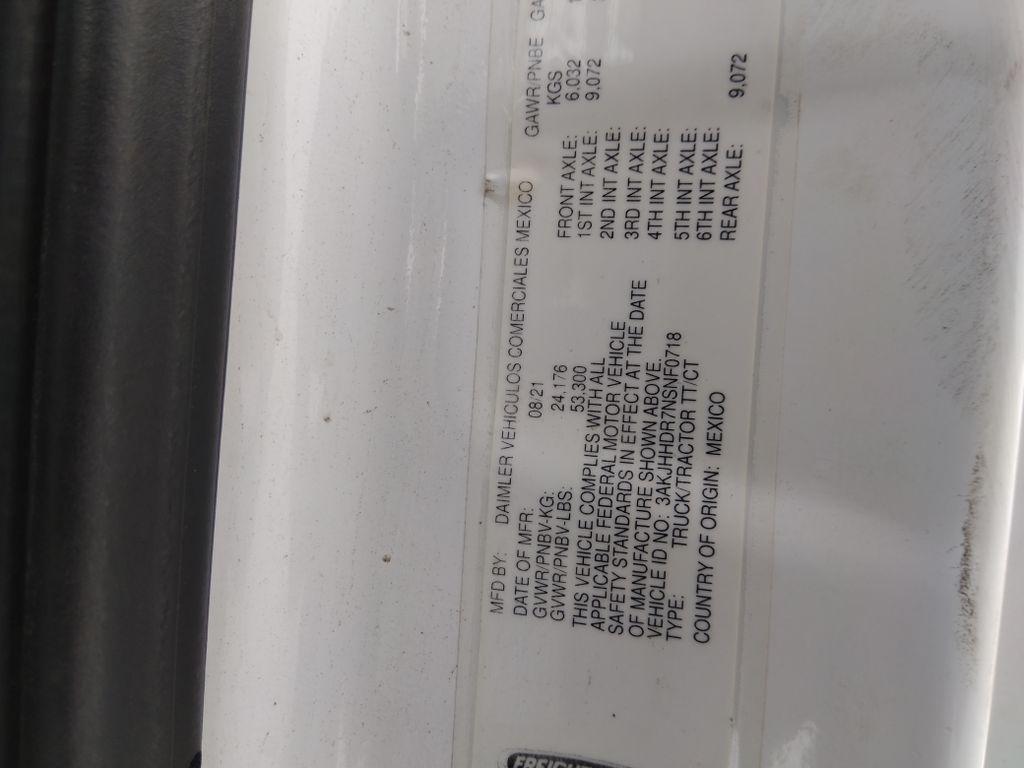 MFD BY: DAIMLER VEHICULOS COMERCIALES MEXICO
DATE OF MFR: 08/21
GVWR/PNBV-KG: 24,176
GVWR/PNBV-LBS: 53,300
THIS VEHICLE COMPLIES WITH ALL
APPLICABLE FEDERAL MOTOR VEHICLE
SAFETY STANDARDS IN EFFECT AT THE DATE
OF MANUFACTURE SHOWN ABOVE.
VEHICLE ID NO.: 3AKJHHDR7NSNF0718
TYPE: TRUCK/TRACTOR TT/CT
COUNTRY OF ORIGIN: MEXICO
GAWR/PNBE GA
KGS
FRONT AXLE: 6,032
1ST INT AXLE: 9,072
2ND INT AXLE:
3RD INT AXLE:
4TH INT AXLE:
5TH INT AXLE:
6TH INT AXLE:
REAR AXLE: 9,072